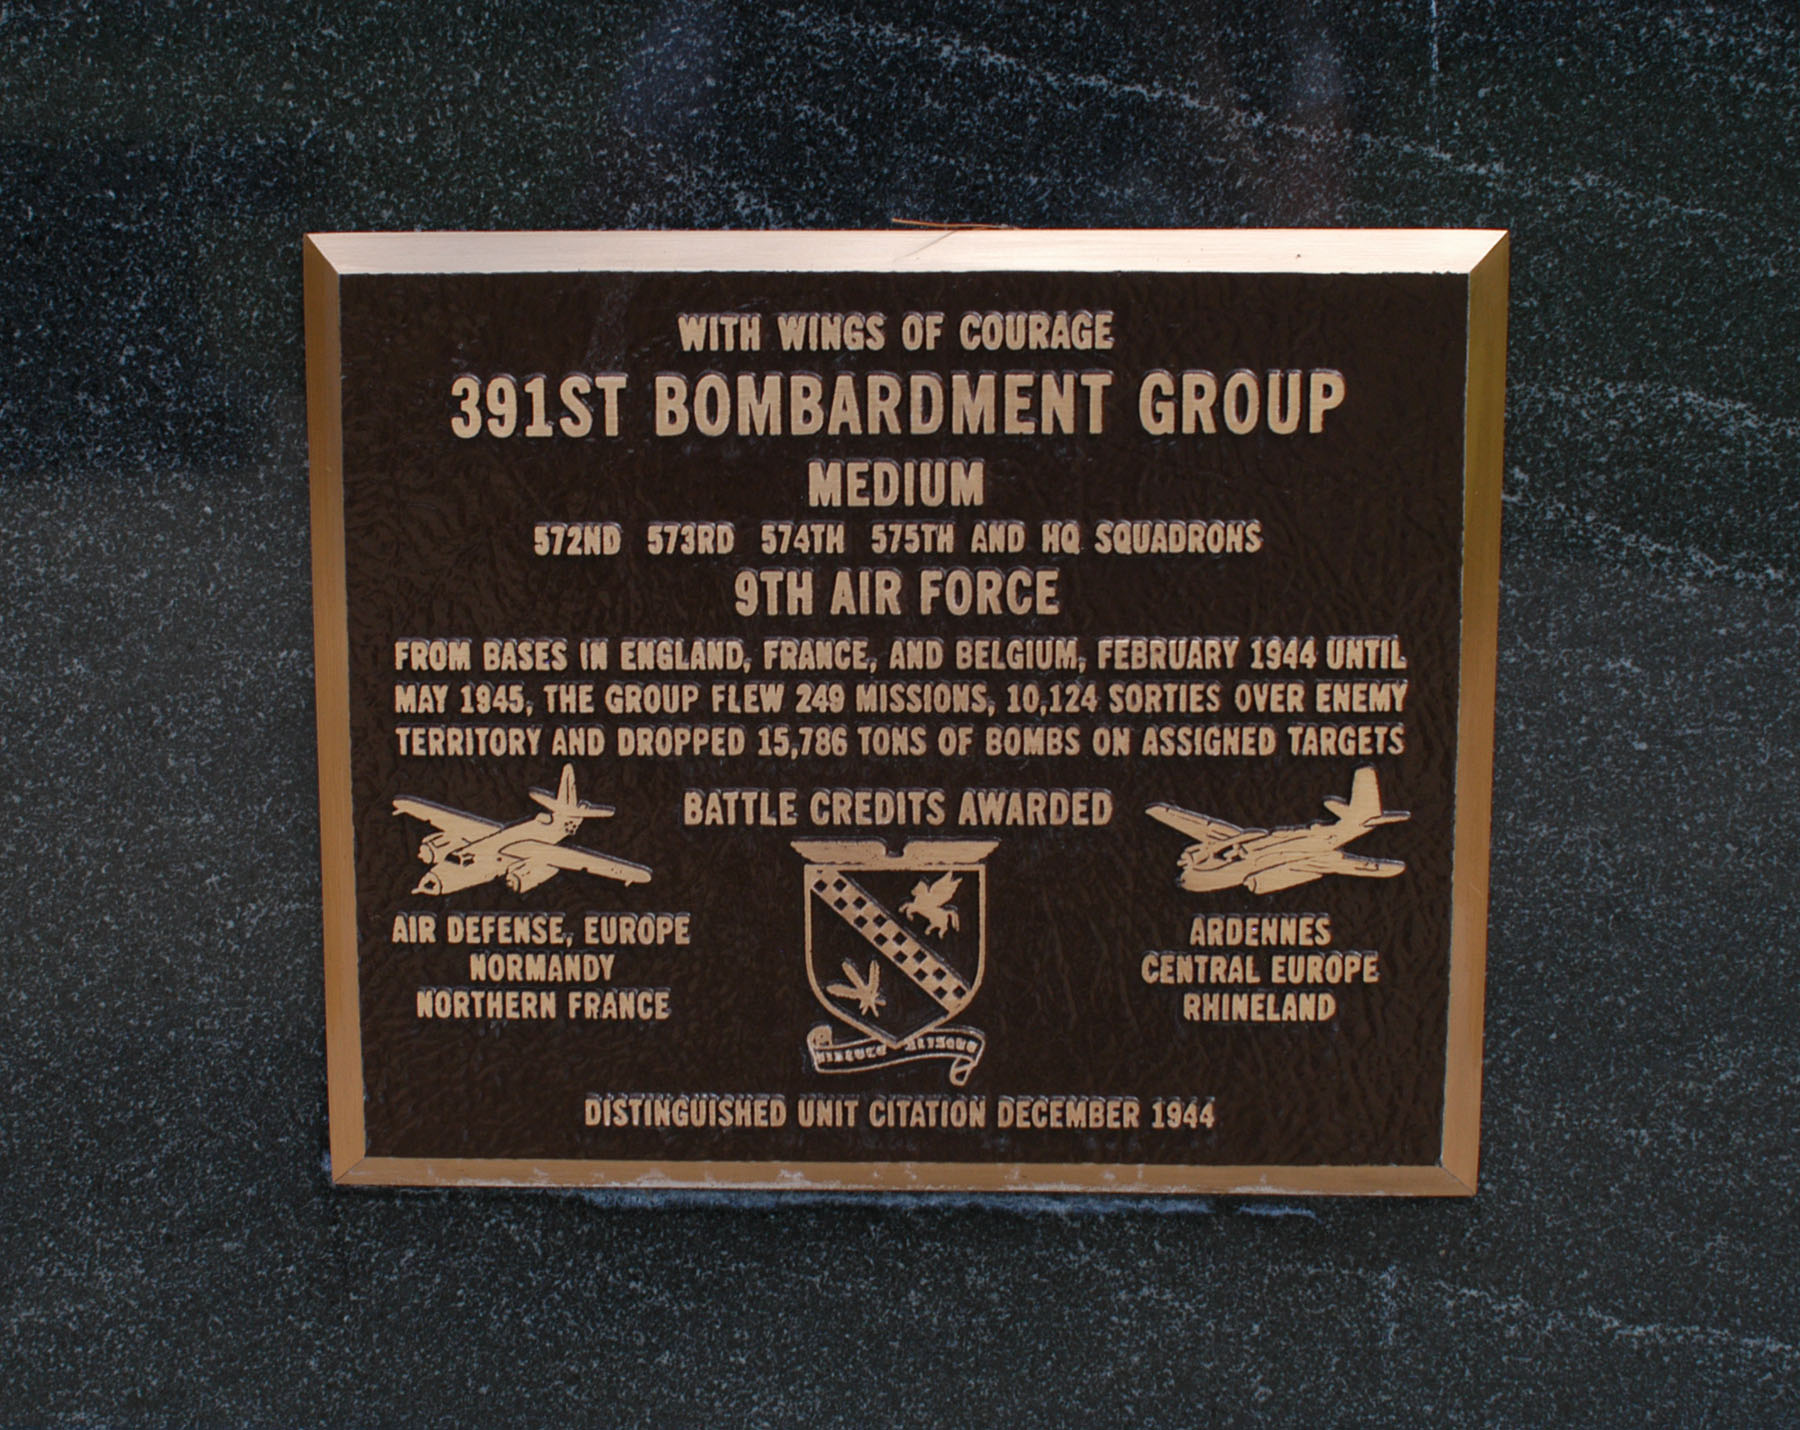 WITH WINGS OF COURAGE
391ST BOMBARDMENT GROUP
MEDIUM
572ND 573RD 574TH 575TH AND HQ SQUADRONS
9TH AIR FORCE
FROM BASES IN ENGLAND, FRANCE, AND BELGIUM, FEBRUARY 1944 UNTIL
MAY 1945, THE GROUP FLEW 249 MISSIONS, 10,124 SORTIES OVER ENEMY
TERRITORY AND DROPPED 15,786 TONS OF BOMBS ON ASSIGNED TARGETS
BATTLE CREDITS AWARDED
AIR DEFENSE, EUROPE
NORMANDY
NORTHERN FRANCE
ARDENNES
CENTRAL EUROPE
RHINELAND
DISTINGUISHED UNIT CITATION DECEMBER 1944